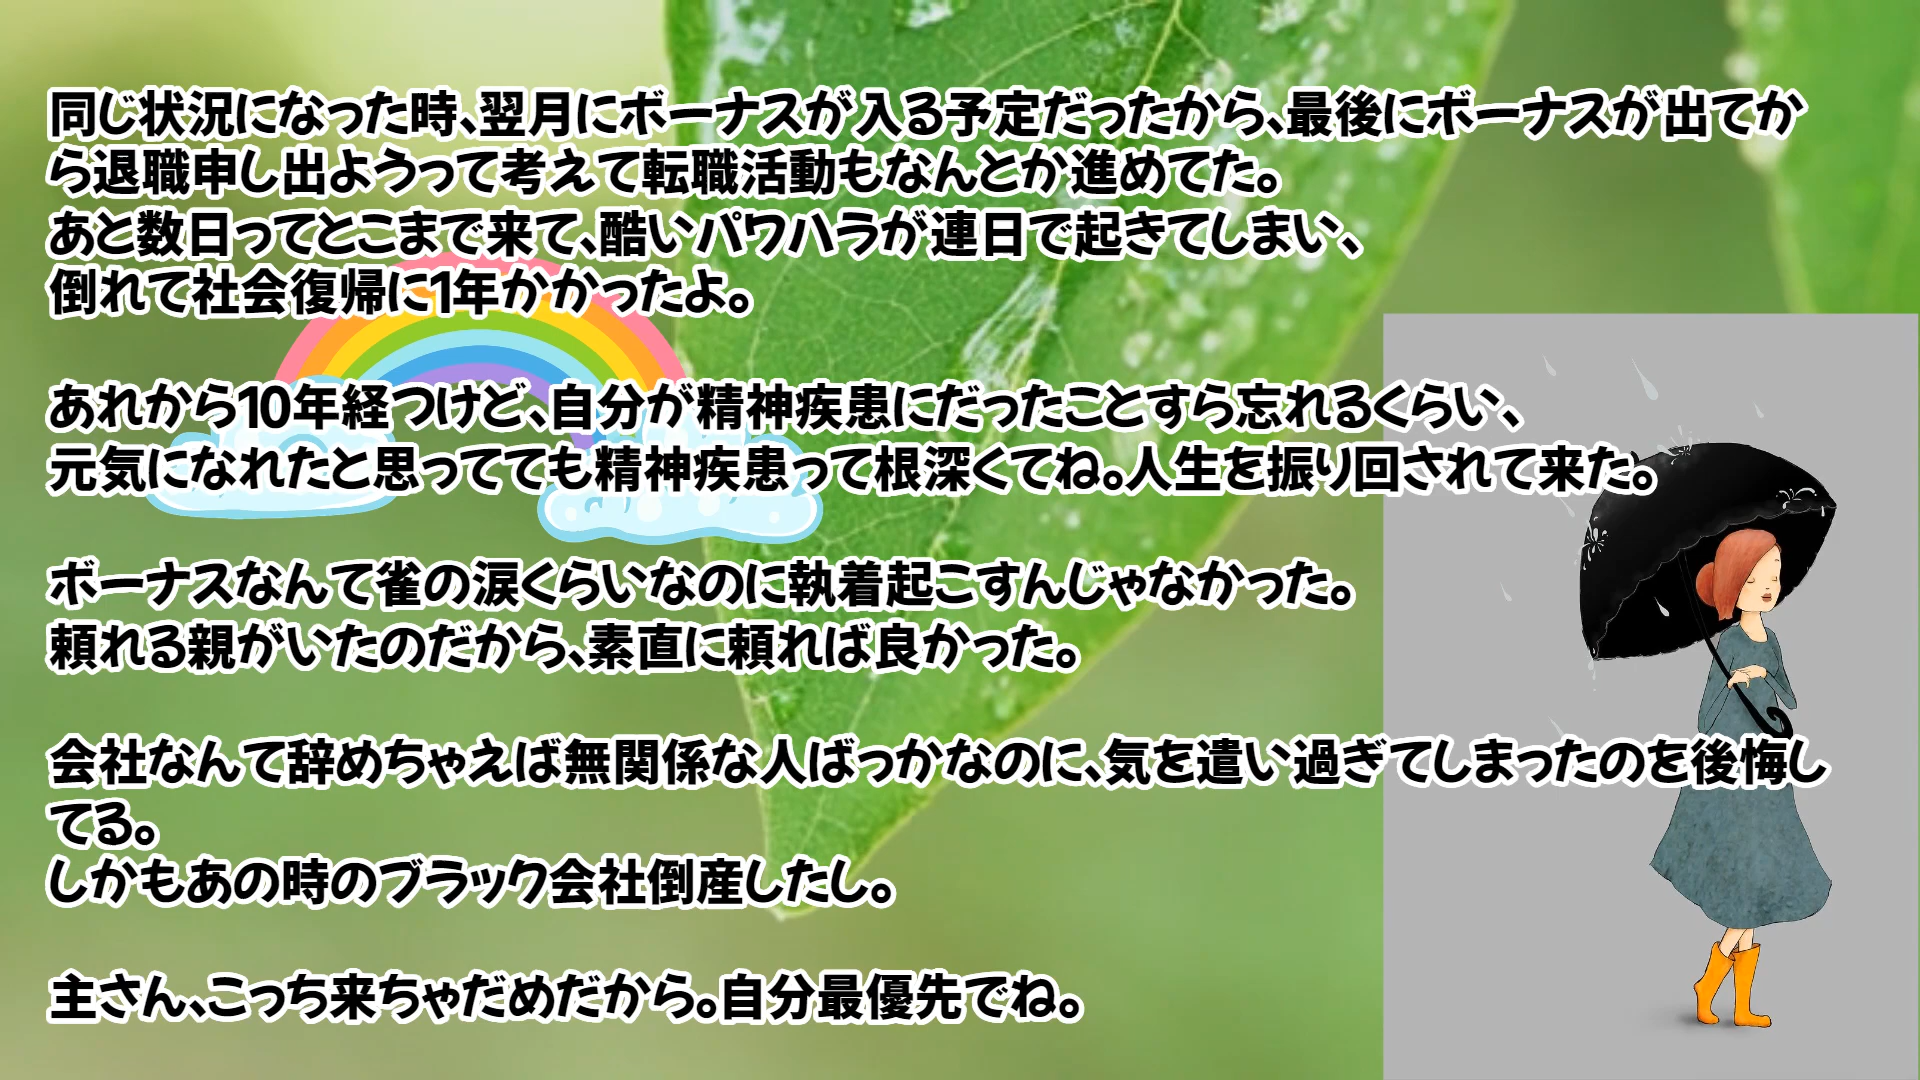 同じ状況になった時、翌月にボーナスが入る予定だったから、最後にボーナスが出てか
ら退職申し出ようって考えて転職活動もなんとか進めてた。
あと数日ってとこまで来て、酷いパワハラが連日で起きてしまい、
倒れて社会復帰に1年かかったよ。
あれから10年経つけど、自分が精神疾患にだったことすら忘れるくらい、
元気になれたと思ってても精神疾患って根深くてね。人生を振り回されて来た。
ボーナスなんて雀の涙くらいなのに執着起こすんじゃなかった。
頼れる親がいたのだから、素直に頼れば良かった。
会社なんて辞めちゃえば無関係な人ばっかなのに、気を遣い過ぎてしまったのを後悔し
てる。
しかもあの時のブラック会社倒産したし。
主さん、こっち来ちゃだめだから。自分最優先でね。